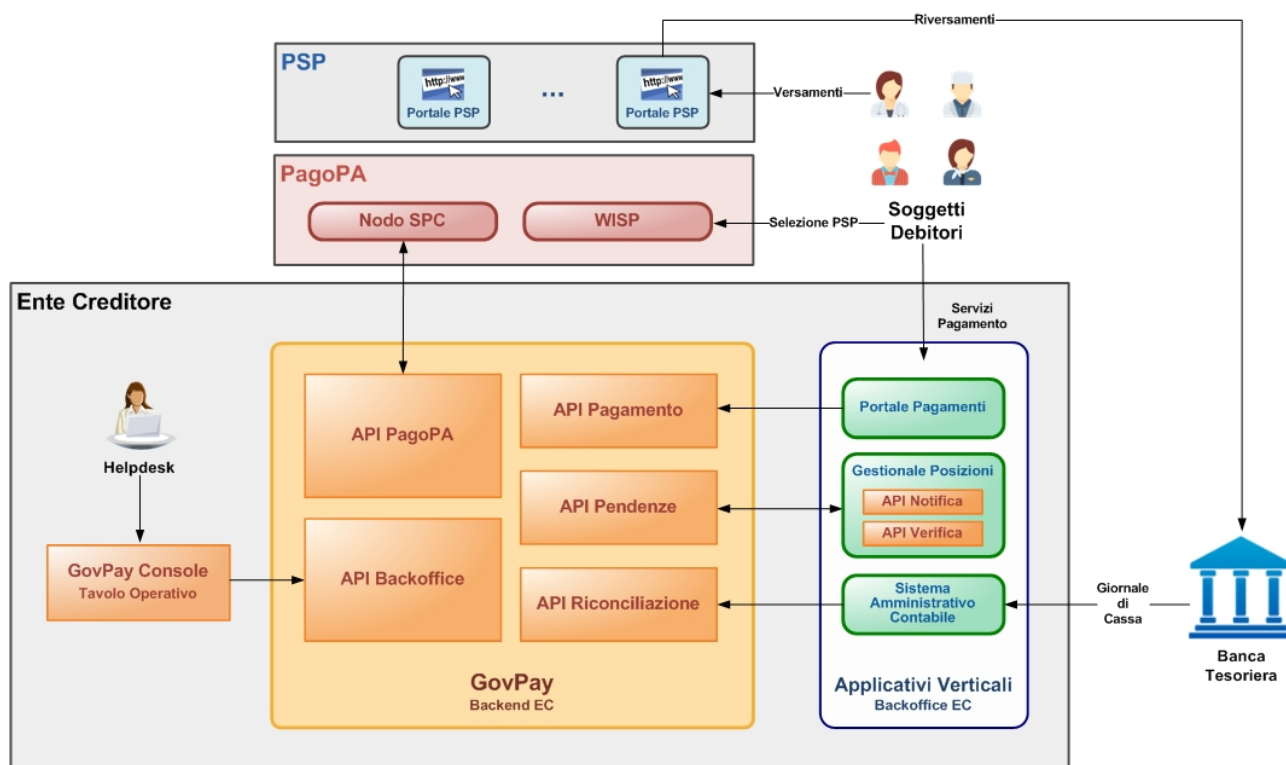 Riversamenti
PSP
http://www
Portale PSP
...
http://www
Portale PSP
Versamenti
PagoPA
Nodo SPC
WISP
Selezione PSP
Soggetti
Debitori
Ente Creditore
Servizi
Pagamento
Helpdesk
GovPay Console
Tavolo Operativo
API PagoPA
API Backoffice
API Pagamento
API Pendenze
API Riconciliazione
GovPay
Backend EC
Portale Pagamenti
Gestionale Posizioni
API Notifica
API Verifica
Sistema
Amministrativo
Contabile
Applicativi Verticali
Backoffice EC
Giornale
di
Cassa
Banca
Tesoriera